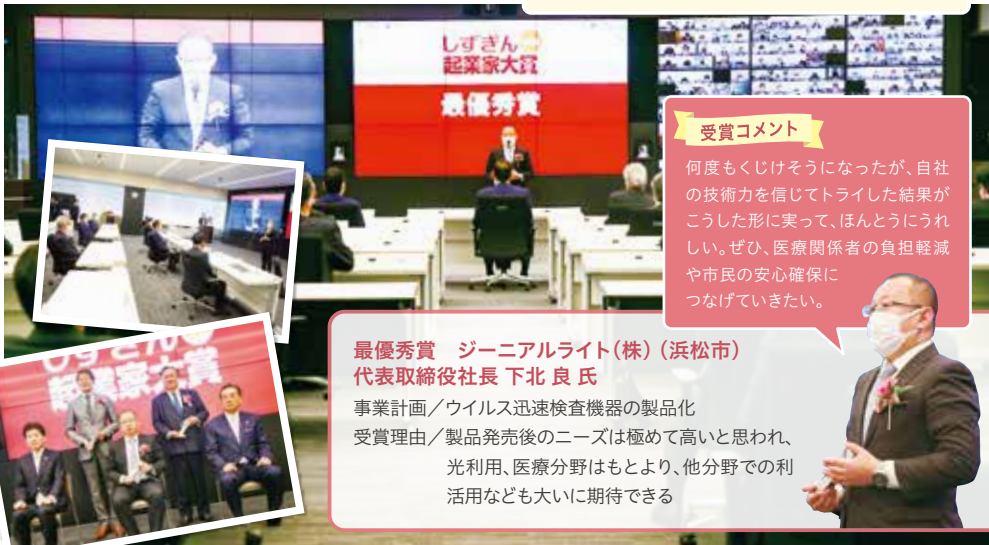 しずぎん
起業家大賞
最優秀賞
受賞コメント
何度もくじけそうになったが、自社
の技術力を信じてトライした結果が
こうした形に実って、ほんとうにうれ
しい。ぜひ、医療関係者の負担軽減
や市民の安心確保に
つなげていきたい。
最優秀賞　ジーニアルライト(株)（浜松市）
代表取締役社長 下北 良 氏
事業計画／ウイルス迅速検査機器の製品化
受賞理由／製品発売後のニーズは極めて高いと思われ、
光利用、医療分野はもとより、他分野での利
活用なども大いに期待できる
しずぎん
起業家大賞